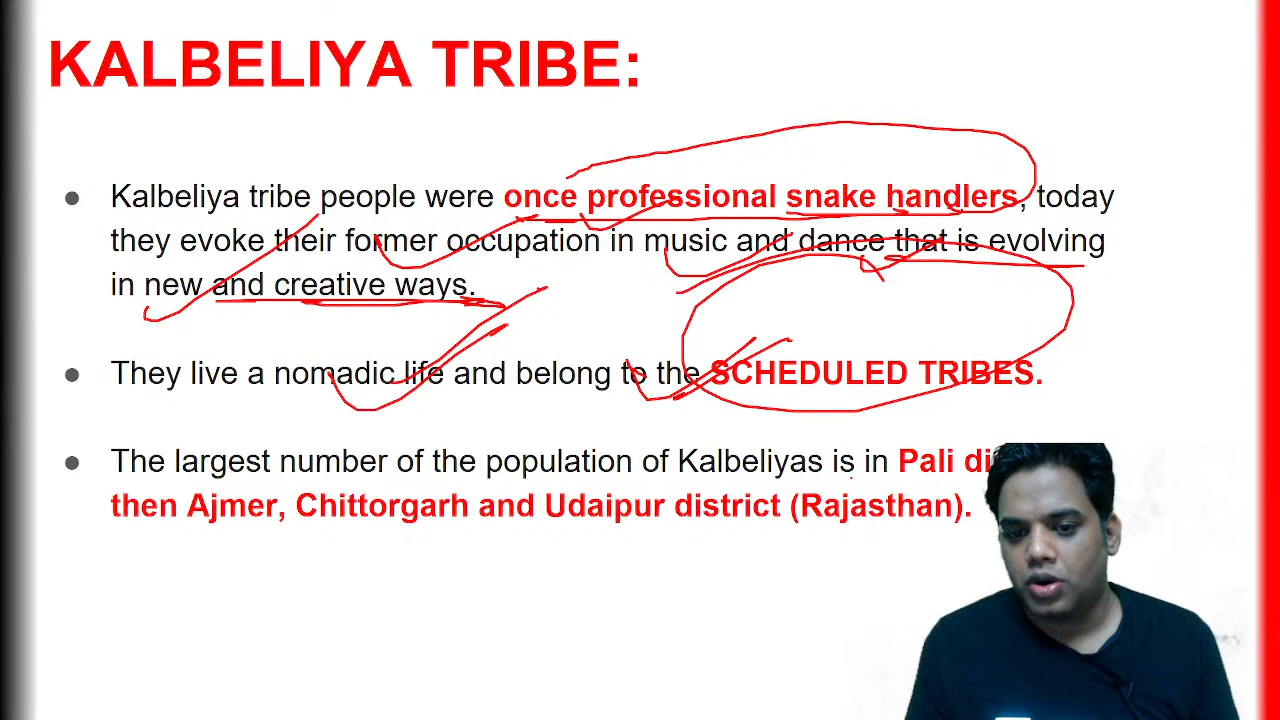 KALBELIYA TRIBE:
● Kalbeliya tribe people were once professional snake handlers, today
they evoke their former occupation in music and dance that is evolving
in new and creative ways.
● They live a nomadic life and belong to the SCHEDULED TRIBES.
● The largest number of the population of Kalbeliyas is in Pali
then Ajmer, Chittorgarh and Udaipur district (Rajasthan).